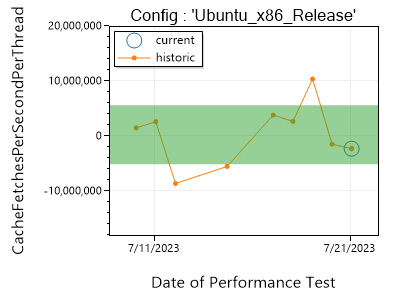 Config : 'Ubuntu_x86_Release'
CacheFetchesPerSecondPerThread
20,000,000
10,000,000
0
-10,000,000
current
historic
7/11/2023
7/21/2023
Date of Performance Test